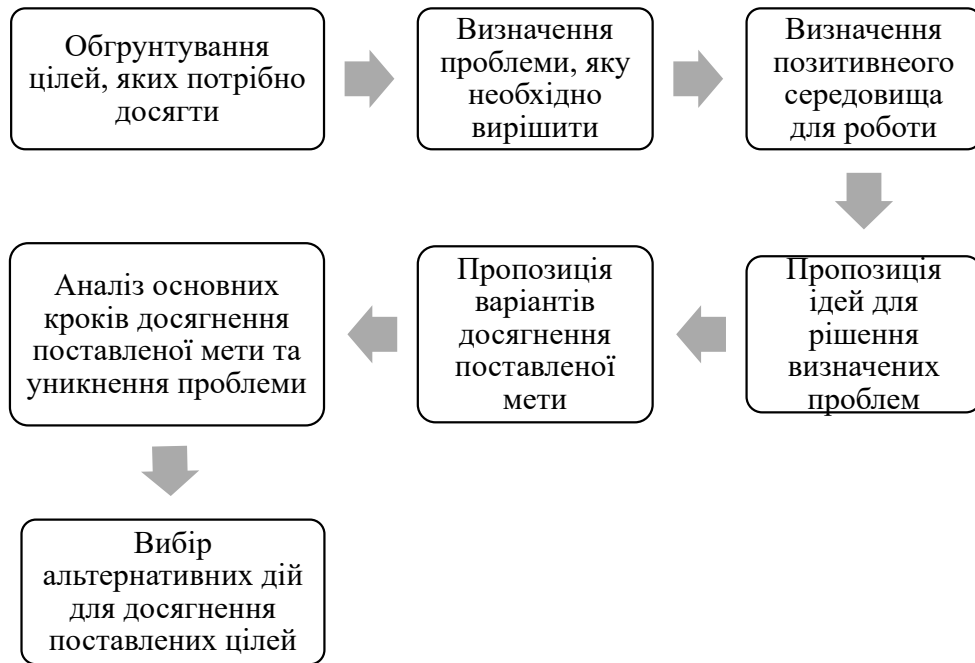 Обгрунтування
цілей, яких потрібно
досягти
Визначення
проблеми, яку
необхідно
вирішити
Визначення
позитивнеого
середовища
для роботи
Пропозиція
ідей для
рішення
визначених
проблем
Пропозиція
варіантів
досягнення
поставленої
мети
Аналіз основних
кроків досягнення
поставленої мети та
уникнення проблеми
Вибір
альтернативних дій
для досягнення
поставлених цілей